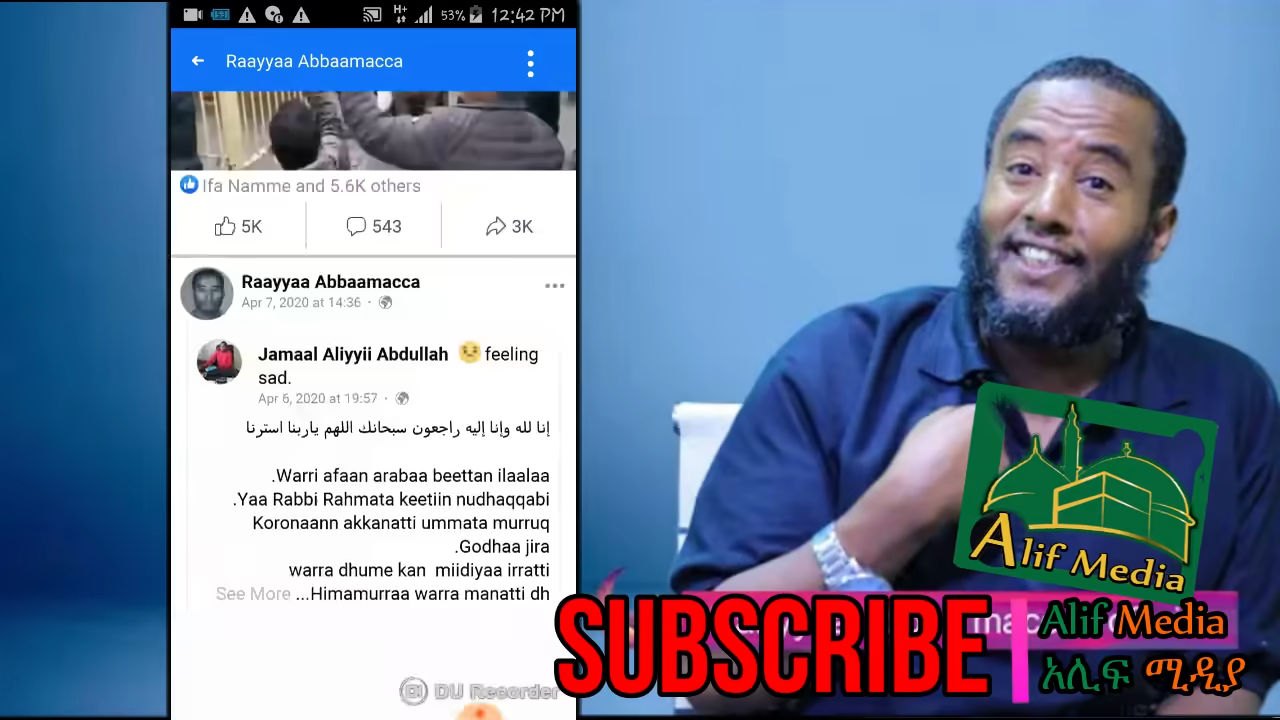 53% 12:42 PM
Raayyaa Abbaamacca
Ifa Namme and 5.6K others
5K 543 3K
Raayyaa Abbaamacca
Apr 7, 2020 at 14:36
Jamaal Aliyyii Abdullah feeling
sad.
Apr 6, 2020 at 19:57
إنا لله وإنا إليه راجعون سبحانك اللهم ياربنا استرنا
.Warri afaan arabaa beettan ilaalaa
.Yaa Rabbi Rahmata keetiin nudhaqqabi
Koronaann akkanatti ummata murruq
.Godhaa jira
warra dhume kan miidiyaa irratti
See More ...Himamurraa warra manatti dh
DU Recorder
Alif Media
SUBSCRIBE
Alif Media
አሊፍ ሚዲያ